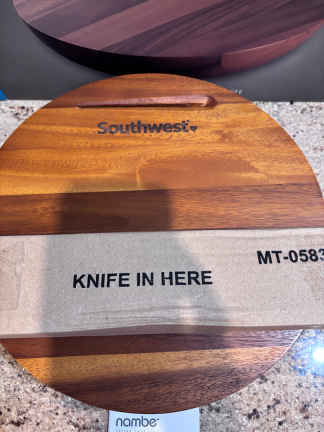 Southwest
MT-0583
KNIFE IN HERE
nambe